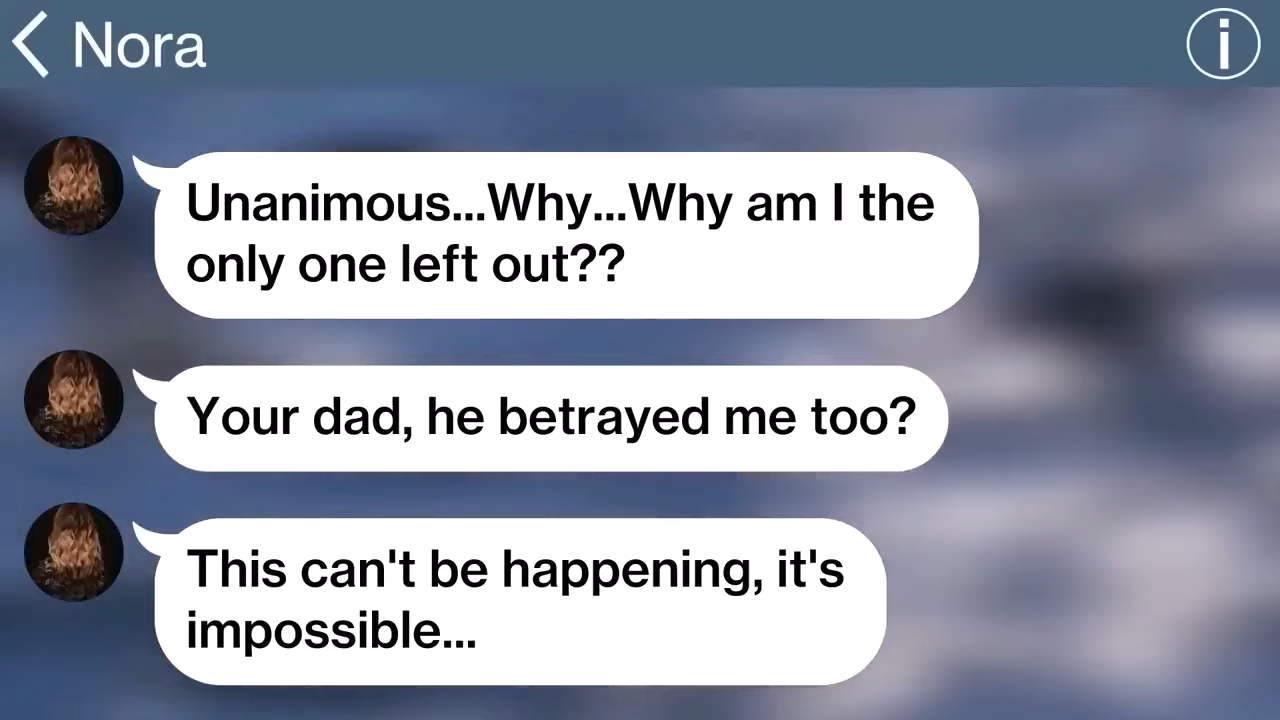 Nora
Unanimous...Why...Why am I the
only one left out??
Your dad, he betrayed me too?
This can't be happening, it's
impossible...